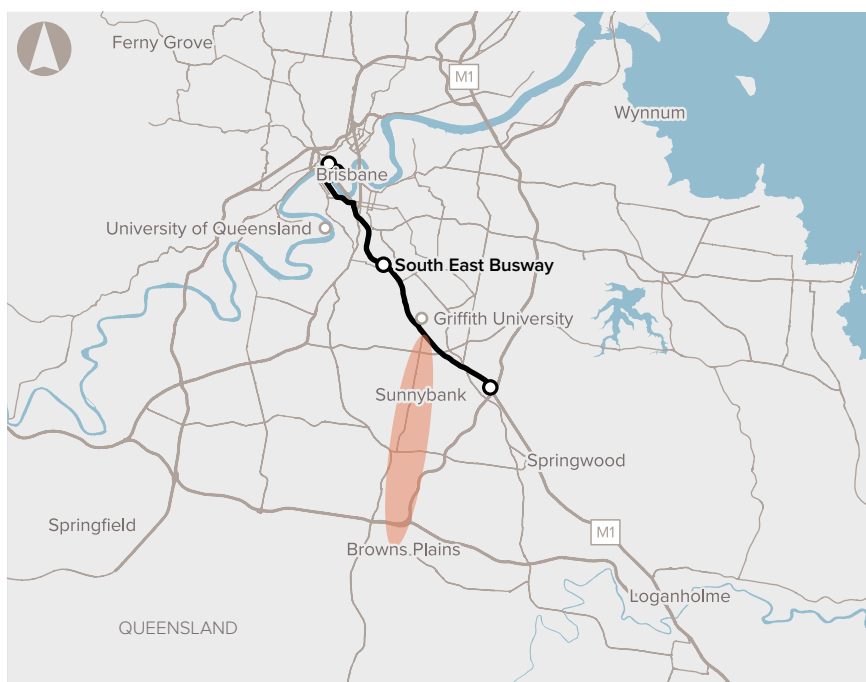 Ferny Grove
M1
Wynnum
Brisbane
University of Queensland
South East Busway
Griffith University
Sunnybank
Springwood
Springfield
M1
Browns Plains
Loganholme
QUEENSLAND